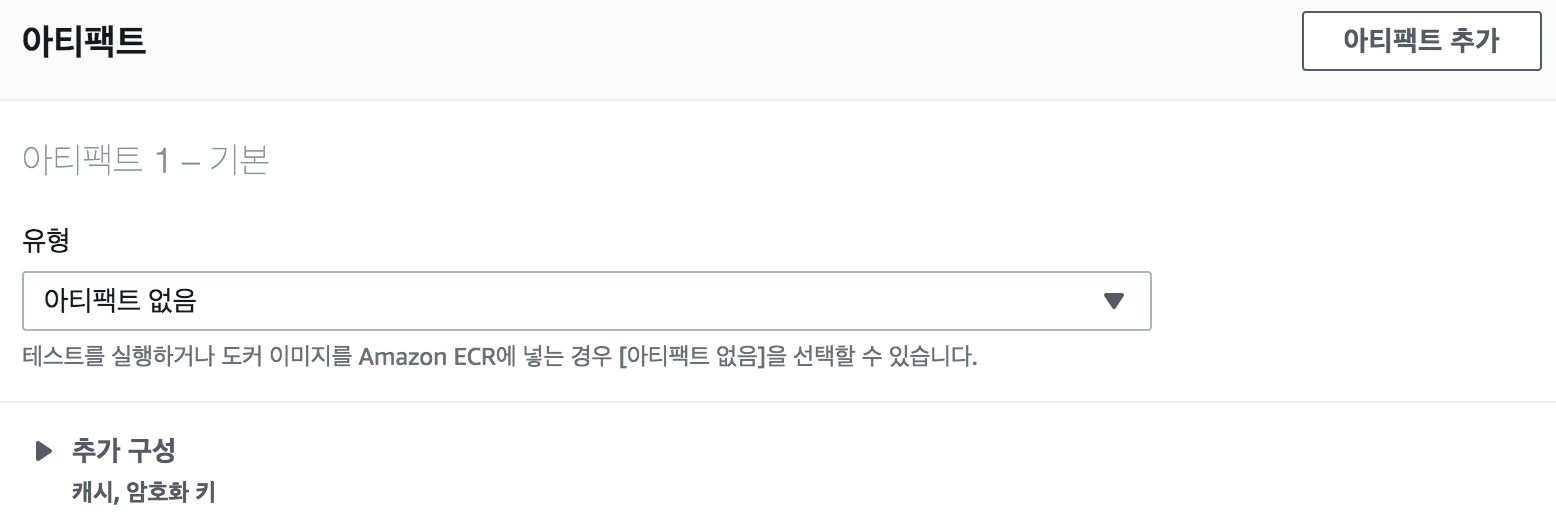 아티팩트
아티팩트 추가
아티팩트 1 – 기본
유형
아티팩트 없음
테스트를 실행하거나 도커 이미지를 Amazon ECR에 넣는 경우 [아티팩트 없음]을 선택할 수 있습니다.
추가 구성
캐시, 암호화 키